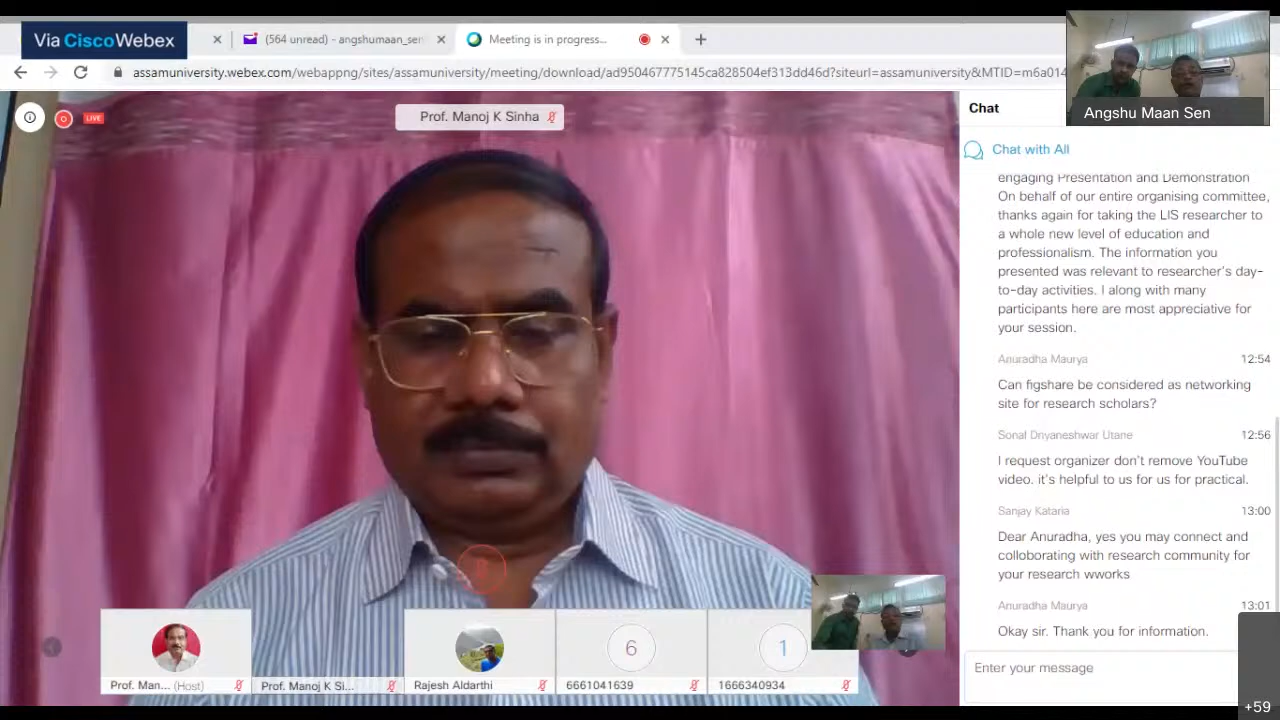 Via CiscoWebex
(564 unread) - angshumaan_sen
Meeting is in progress...
assamuniversity.webex.com/webappng/sites/assamuniversity/meeting/download/ad950467775145ca828504ef313dd46d?siteurl=assamuniversity&MTID=m6a014
Angshu Maan Sen
LIVE
Prof. Manoj K Sinha
Chat
Chat with All
engaging Presentation and Demonstration
On behalf of our entire organising committee,
thanks again for taking the LIS researcher to
a whole new level of education and
professionalism. The information you
presented was relevant to researcher's day-
to-day activities. I along with many
participants here are most appreciative for
your session.
Anuradha Maurya 12:54
Can figshare be considered as networking
site for research scholars?
Sonal Dnyaneshwar Utane 12:56
I request organizer don't remove YouTube
video. it's helpful to us for us for practical.
Sanjay Kataria 13:00
Dear Anuradha, yes you may connect and
colloborating with research community for
your research wworks
Anuradha Maurya 13:01
Okay sir. Thank you for information.
Enter your message
6
1
Prof. Man... (Host)
Prof. Manoj K Si...
Rajesh Aldarthi
6661041639
1666340934
+59